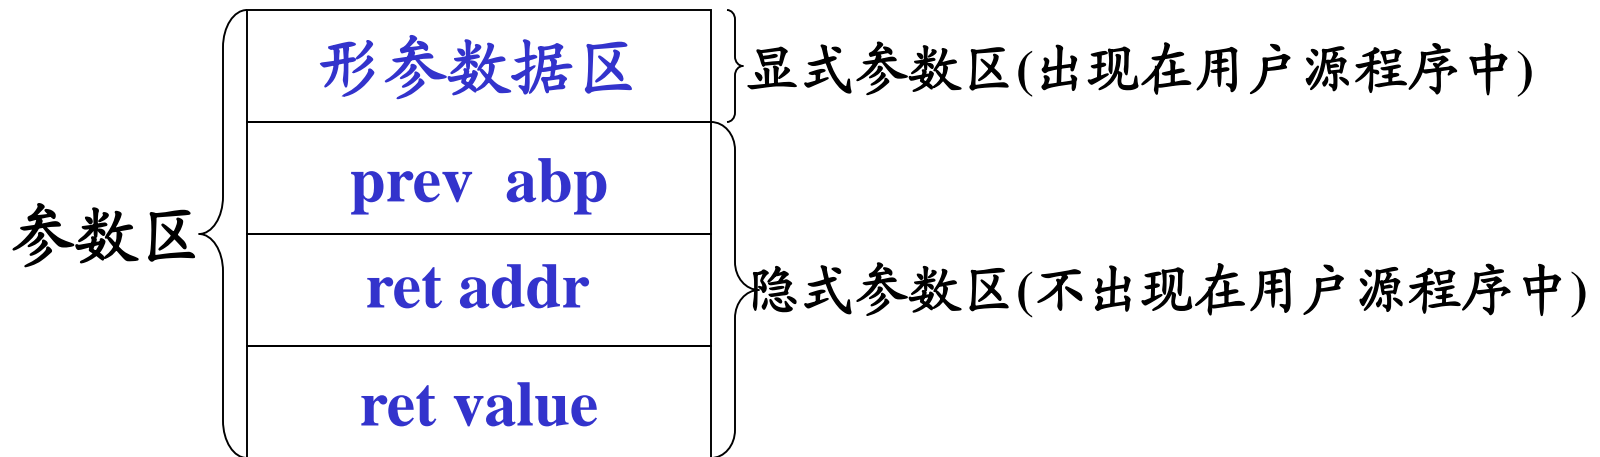 形参数据区
显式参数区(出现在用户源程序中)
prev abp
参数区
ret addr
隐式参数区(不出现在用户源程序中)
ret value